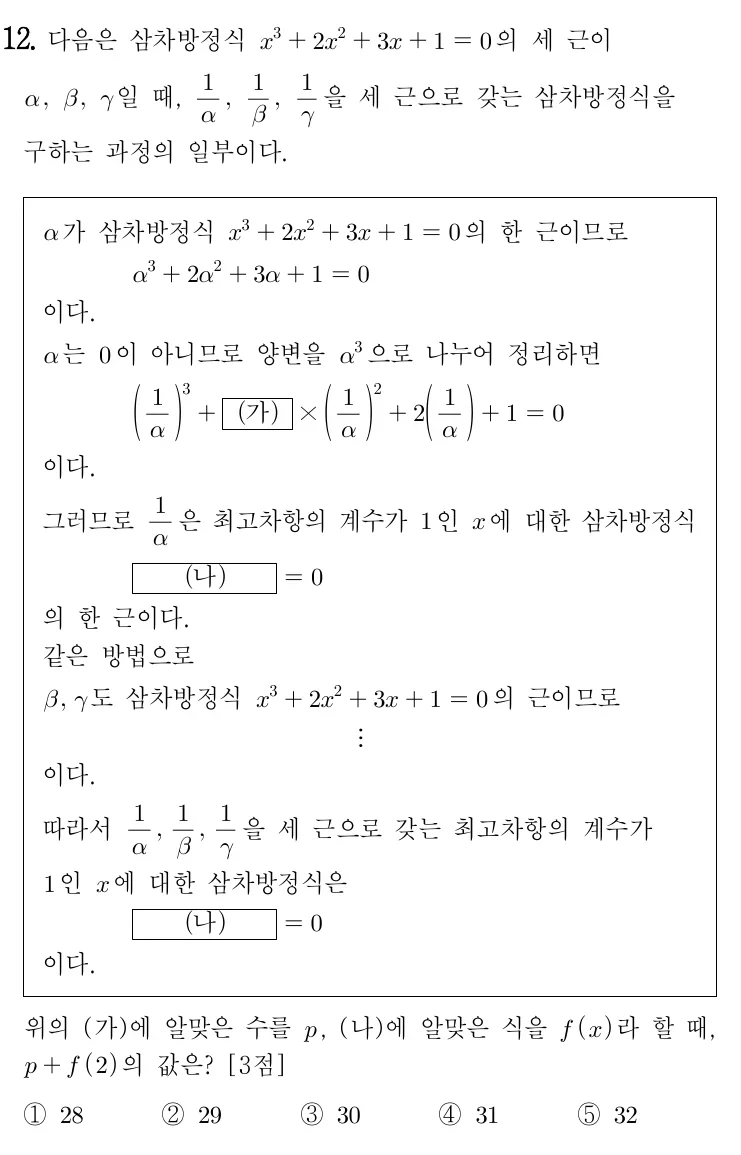 12. 다음은 삼차방정식 x³ + 2x² + 3x + 1 = 0의 세 근이
α, β, γ일 때, 1/α, 1/β, 1/γ을 세 근으로 갖는 삼차방정식을
구하는 과정의 일부이다.
α가 삼차방정식 x³ + 2x² + 3x + 1 = 0의 한 근이므로
α³ + 2α² + 3α + 1 = 0
이다.
α는 0이 아니므로 양변을 α³으로 나누어 정리하면
(1/α)³ + (가) × (1/α)² + 2(1/α) + 1 = 0
이다.
그러므로 1/α은 최고차항의 계수가 1인 x에 대한 삼차방정식
(나) = 0
의 한 근이다.
같은 방법으로
β, γ도 삼차방정식 x³ + 2x² + 3x + 1 = 0의 근이므로
⋮
이다.
따라서 1/α, 1/β, 1/γ을 세 근으로 갖는 최고차항의 계수가
1인 x에 대한 삼차방정식은
(나) = 0
이다.
위의 (가)에 알맞은 수를 p, (나)에 알맞은 식을 f(x)라 할 때,
p + f(2)의 값은? [3점]
① 28 ② 29 ③ 30 ④ 31 ⑤ 32